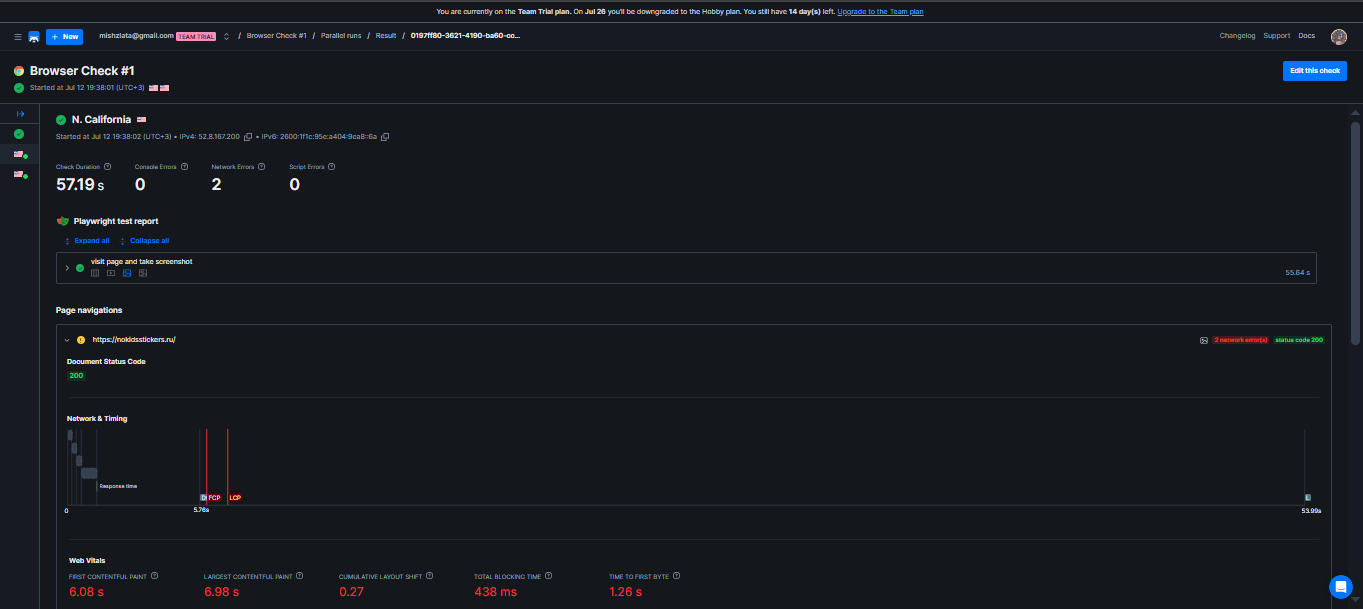 You are currently on the Team Trial plan. On Jul 26 you'll be downgraded to the Hobby plan. You still have 14 day(s) left. Upgrade to the Team plan
+ New
mishzlata@gmail.com TEAM TRIAL / Browser Check #1 / Parallel runs / Result / 0197ff80-3621-4190-ba60-cc...
Changelog Support Docs
Browser Check #1
Edit this check
Started at Jul 12 19:38:01 (UTC+3)
N. California
Started at Jul 12 19:38:02 (UTC+3) • IPv4: 52.8.167.200 • IPv6: 2600:1f1c:95e:a404:9ea8::6a
Check Duration Console Errors Network Errors Script Errors
57.19 s 0 2 0
Playwright test report
Expand all Collapse all
visit page and take screenshot
55.64 s
Page navigations
https://nokidsstickers.ru/
2 network error(s) status code 200
Document Status Code
200
Network & Timing
Response time
D FCP LCP L
0 5.76s 53.99s
Web Vitals
FIRST CONTENTFUL PAINT LARGEST CONTENTFUL PAINT CUMULATIVE LAYOUT SHIFT TOTAL BLOCKING TIME TIME TO FIRST BYTE
6.08 s 6.98 s 0.27 438 ms 1.26 s